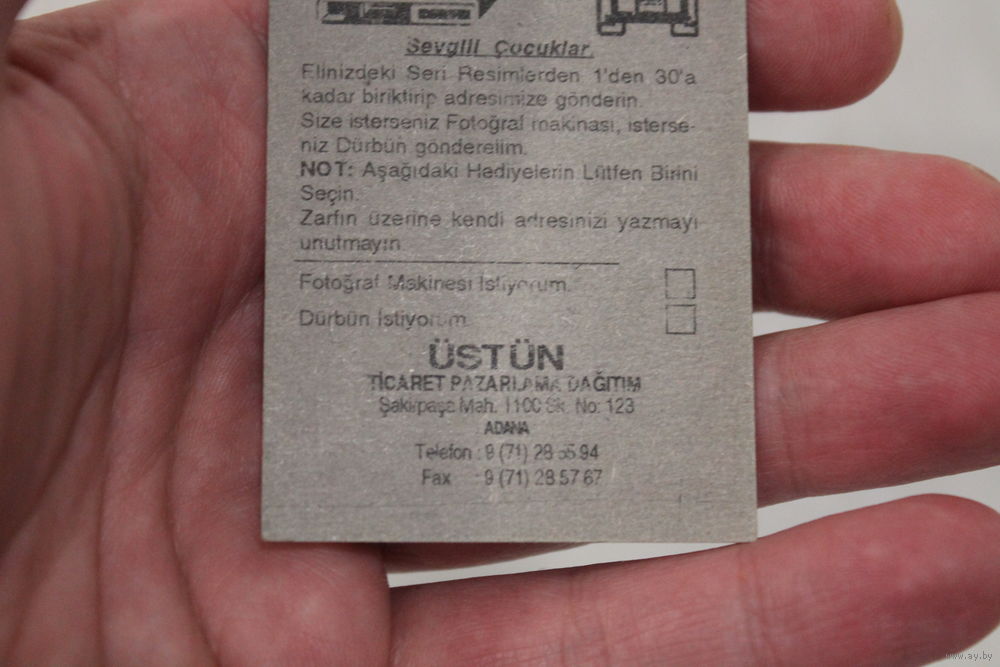 Sevgili Çocuklar.
Elinizdeki Seri Resimlerden 1'den 30'a
kadar biriktirip adresimize gönderin.
Size isterseniz Fotoğraf makinası, isterse-
niz Dürbün gönderelim.
NOT: Aşağıdaki Hediyelerin Lütfen Birini
Seçin.
Zarfın üzerine kendi adresinizi yazmayı
unutmayın.
Fotoğraf Makinesi İstiyorum.
Dürbün İstiyorum.
ÜSTÜN
TİCARET PAZARLAMA DAĞITIM
Şakirpaşa Mah. 1100 Sk. No: 123
ADANA
Telefon : 9 (71) 28 94
Fax : 9 (71) 28 57 67
www.ay.by